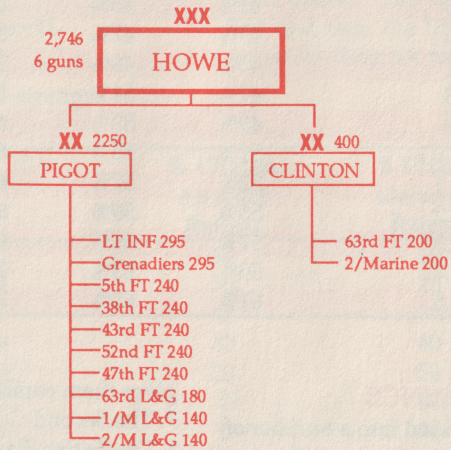 XXX
2,746
6 guns
HOWE
XX 2250
PIGOT
XX 400
CLINTON
LT INF 295
Grenadiers 295
5th FT 240
38th FT 240
43rd FT 240
52nd FT 240
47th FT 240
63rd L&G 180
1/M L&G 140
2/M L&G 140
63rd FT 200
2/Marine 200